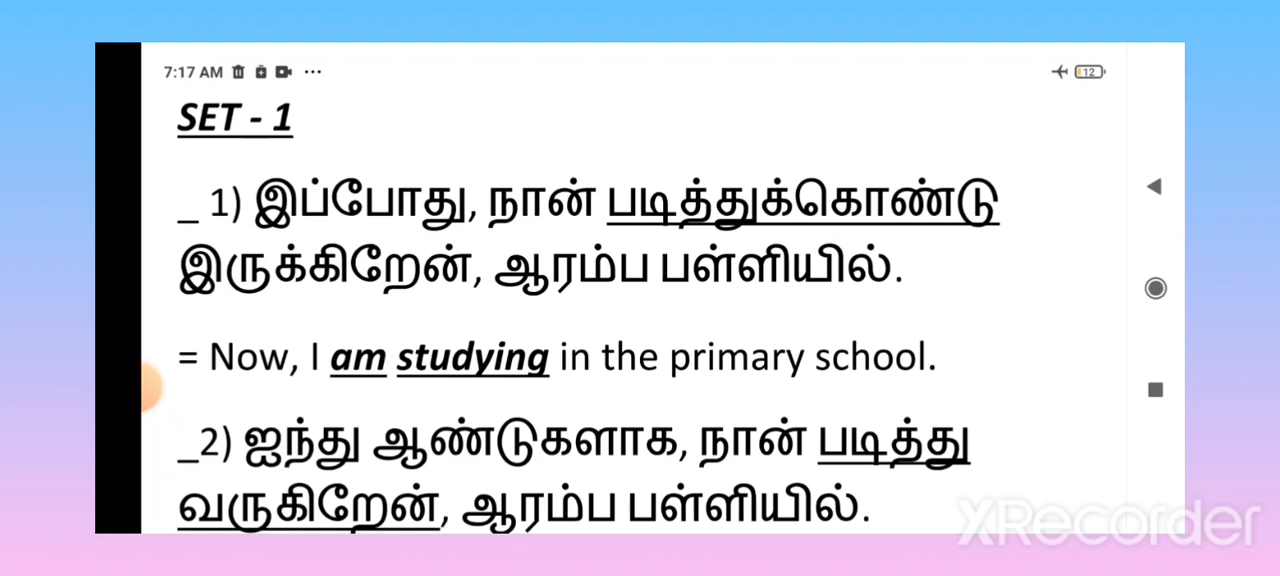 7:17 AM
12
SET - 1
_ 1) இப்போது, நான் படித்துக்கொண்டு
இருக்கிறேன், ஆரம்ப பள்ளியில்.
= Now, I am studying in the primary school.
_2) ஐந்து ஆண்டுகளாக, நான் படித்து
வருகிறேன், ஆரம்ப பள்ளியில்.
XRecorder